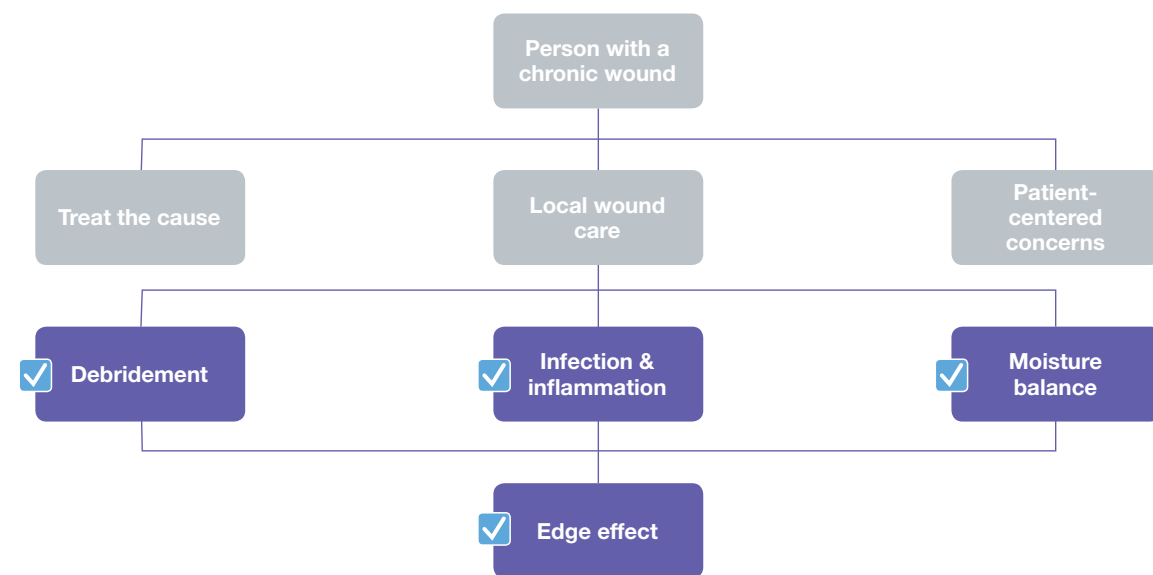 Person with a
chronic wound
Treat the cause
Local wound
care
Patient-
centered
concerns
Debridement
Infection &
inflammation
Moisture
balance
Edge effect